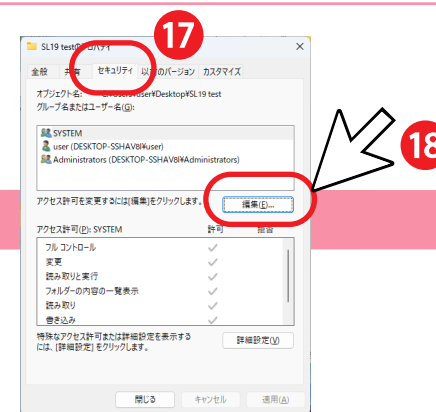 17
SL19 testのプロパティ
全般 共有 セキュリティ 以前のバージョン カスタマイズ
オブジェクト名: C:¥Users¥user¥Desktop¥SL19 test
グループ名またはユーザー名(G):
SYSTEM
user (DESKTOP-SSHAV8I¥user)
Administrators (DESKTOP-SSHAV8I¥Administrators)
18
アクセス許可を変更するには[編集]をクリックします。
編集(E)...
アクセス許可(P): SYSTEM 許可 拒否
フル コントロール
変更
読み取りと実行
フォルダーの内容の一覧表示
読み取り
書き込み
特殊なアクセス許可または詳細設定を表示する
には、[詳細設定] をクリックします。
詳細設定(V)
閉じる キャンセル 適用(A)